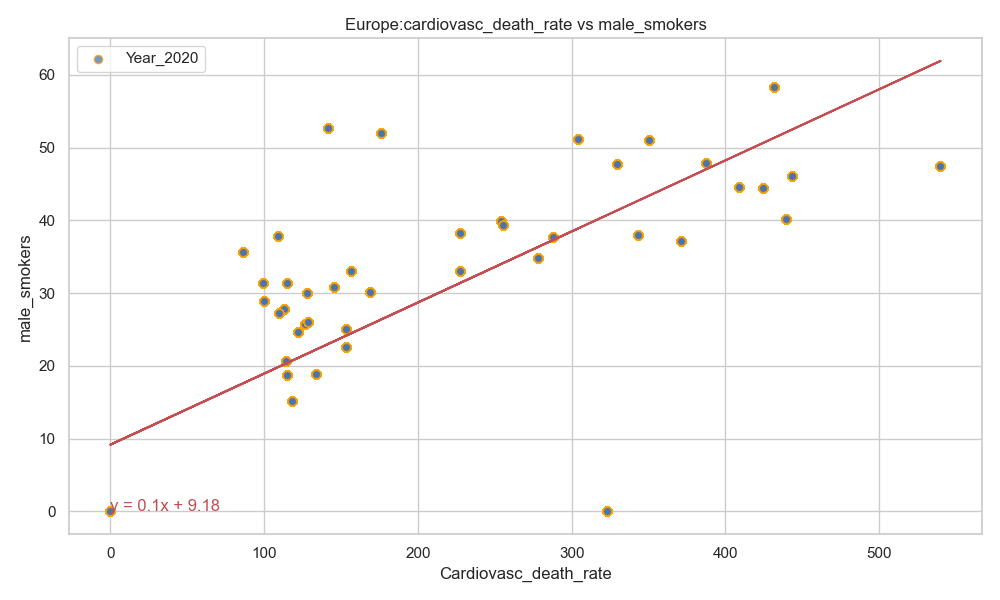 Europe:cardiovasc_death_rate vs male_smokers
Year_2020
male_smokers
60
50
40
30
20
10
0
y = 0.1x + 9.18
0 100 200 300 400 500
Cardiovasc_death_rate